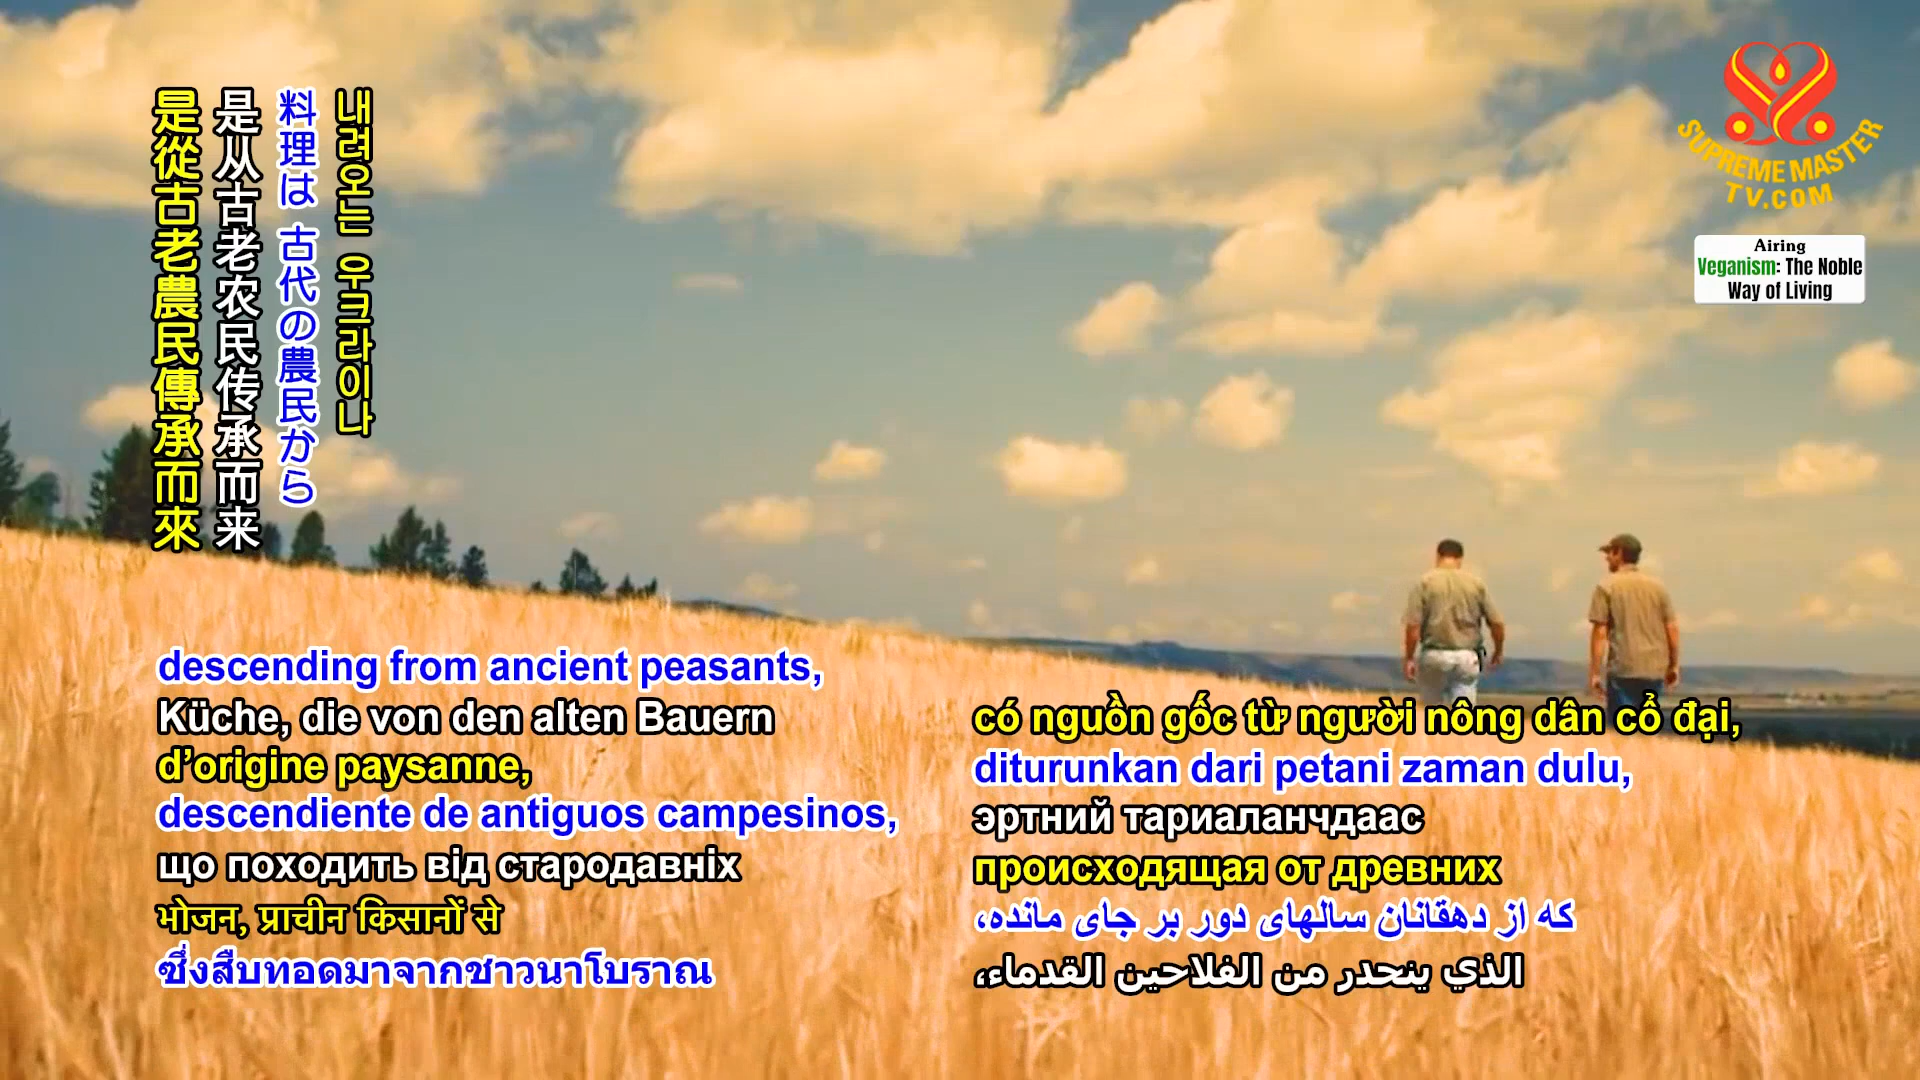 是從古老農民傳承而來
是从古老农民传承而来
料理は 古代の農民から
내려오는 우크라이나
SUPREME MASTER
TV.COM
Airing
Veganism: The Noble
Way of Living
descending from ancient peasants,
Küche, die von den alten Bauern
d’origine paysanne,
descendiente de antiguos campesinos,
що походить від стародавніх
भोजन, प्राचीन किसानों से
ซึ่งสืบทอดมาจากชาวนาโบราณ
có nguồn gốc từ người nông dân cổ đại,
diturunkan dari petani zaman dulu,
эртний тариаланчдаас
происходящая от древних
که از دهقانان سالهای دور بر جای مانده،
الذي ينحدر من الفلاحين القدماء،